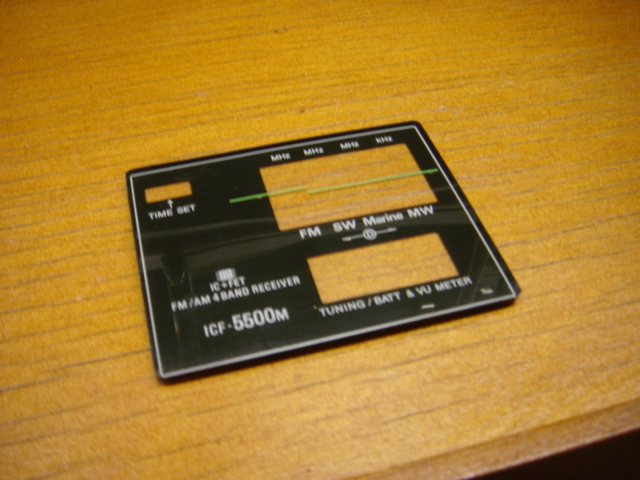 MHz MHz MHz kHz
TIME SET
FM SW Marine MW
IC + FET
FM/AM 4 BAND RECEIVER
TUNING/BATT & VU METER
ICF-5500M